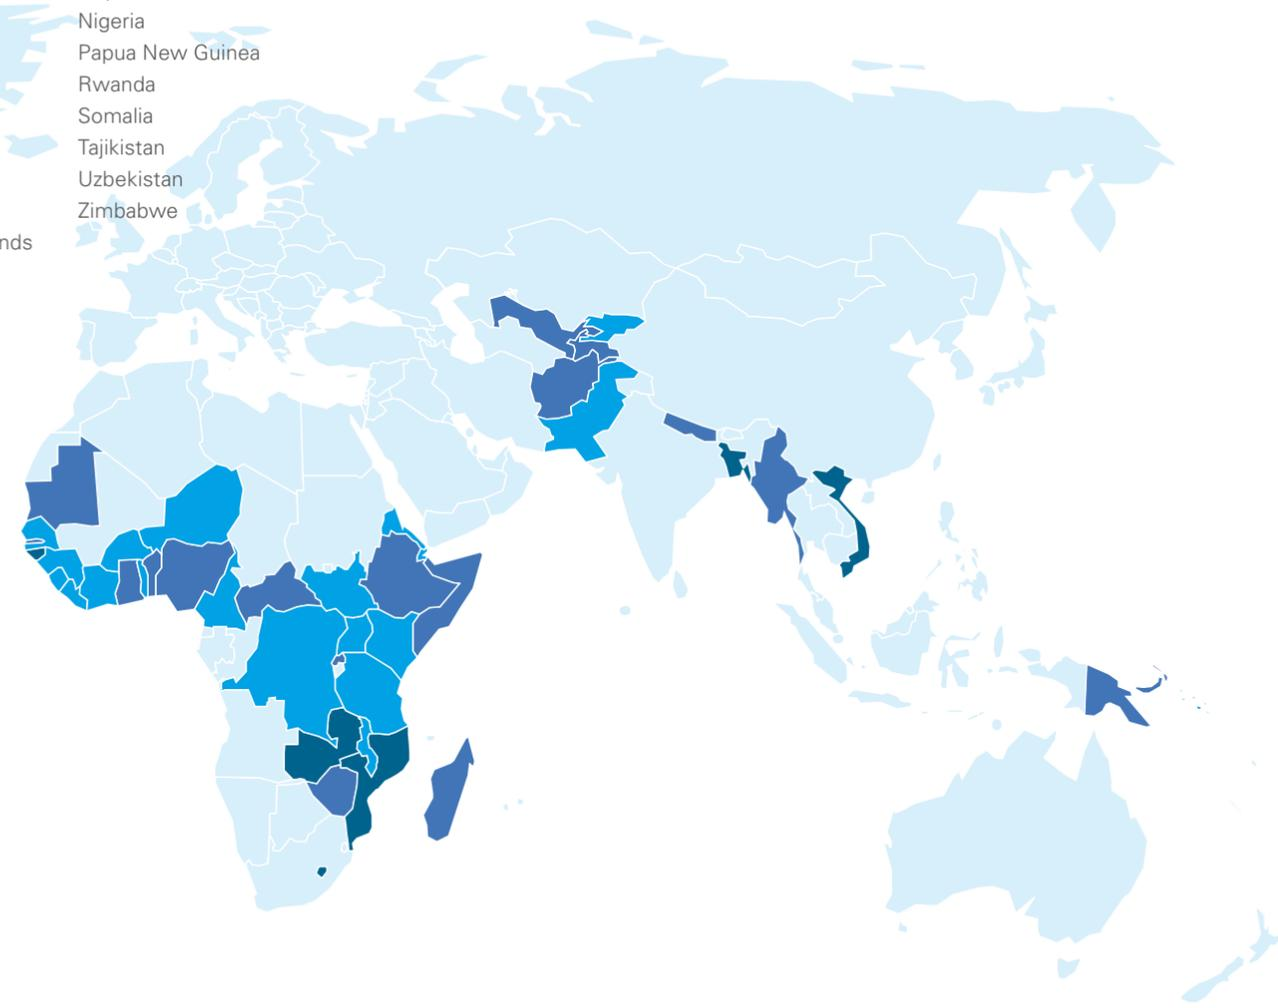 Nigeria
Papua New Guinea
Rwanda
Somalia
Tajikistan
Uzbekistan
Zimbabwe
nds